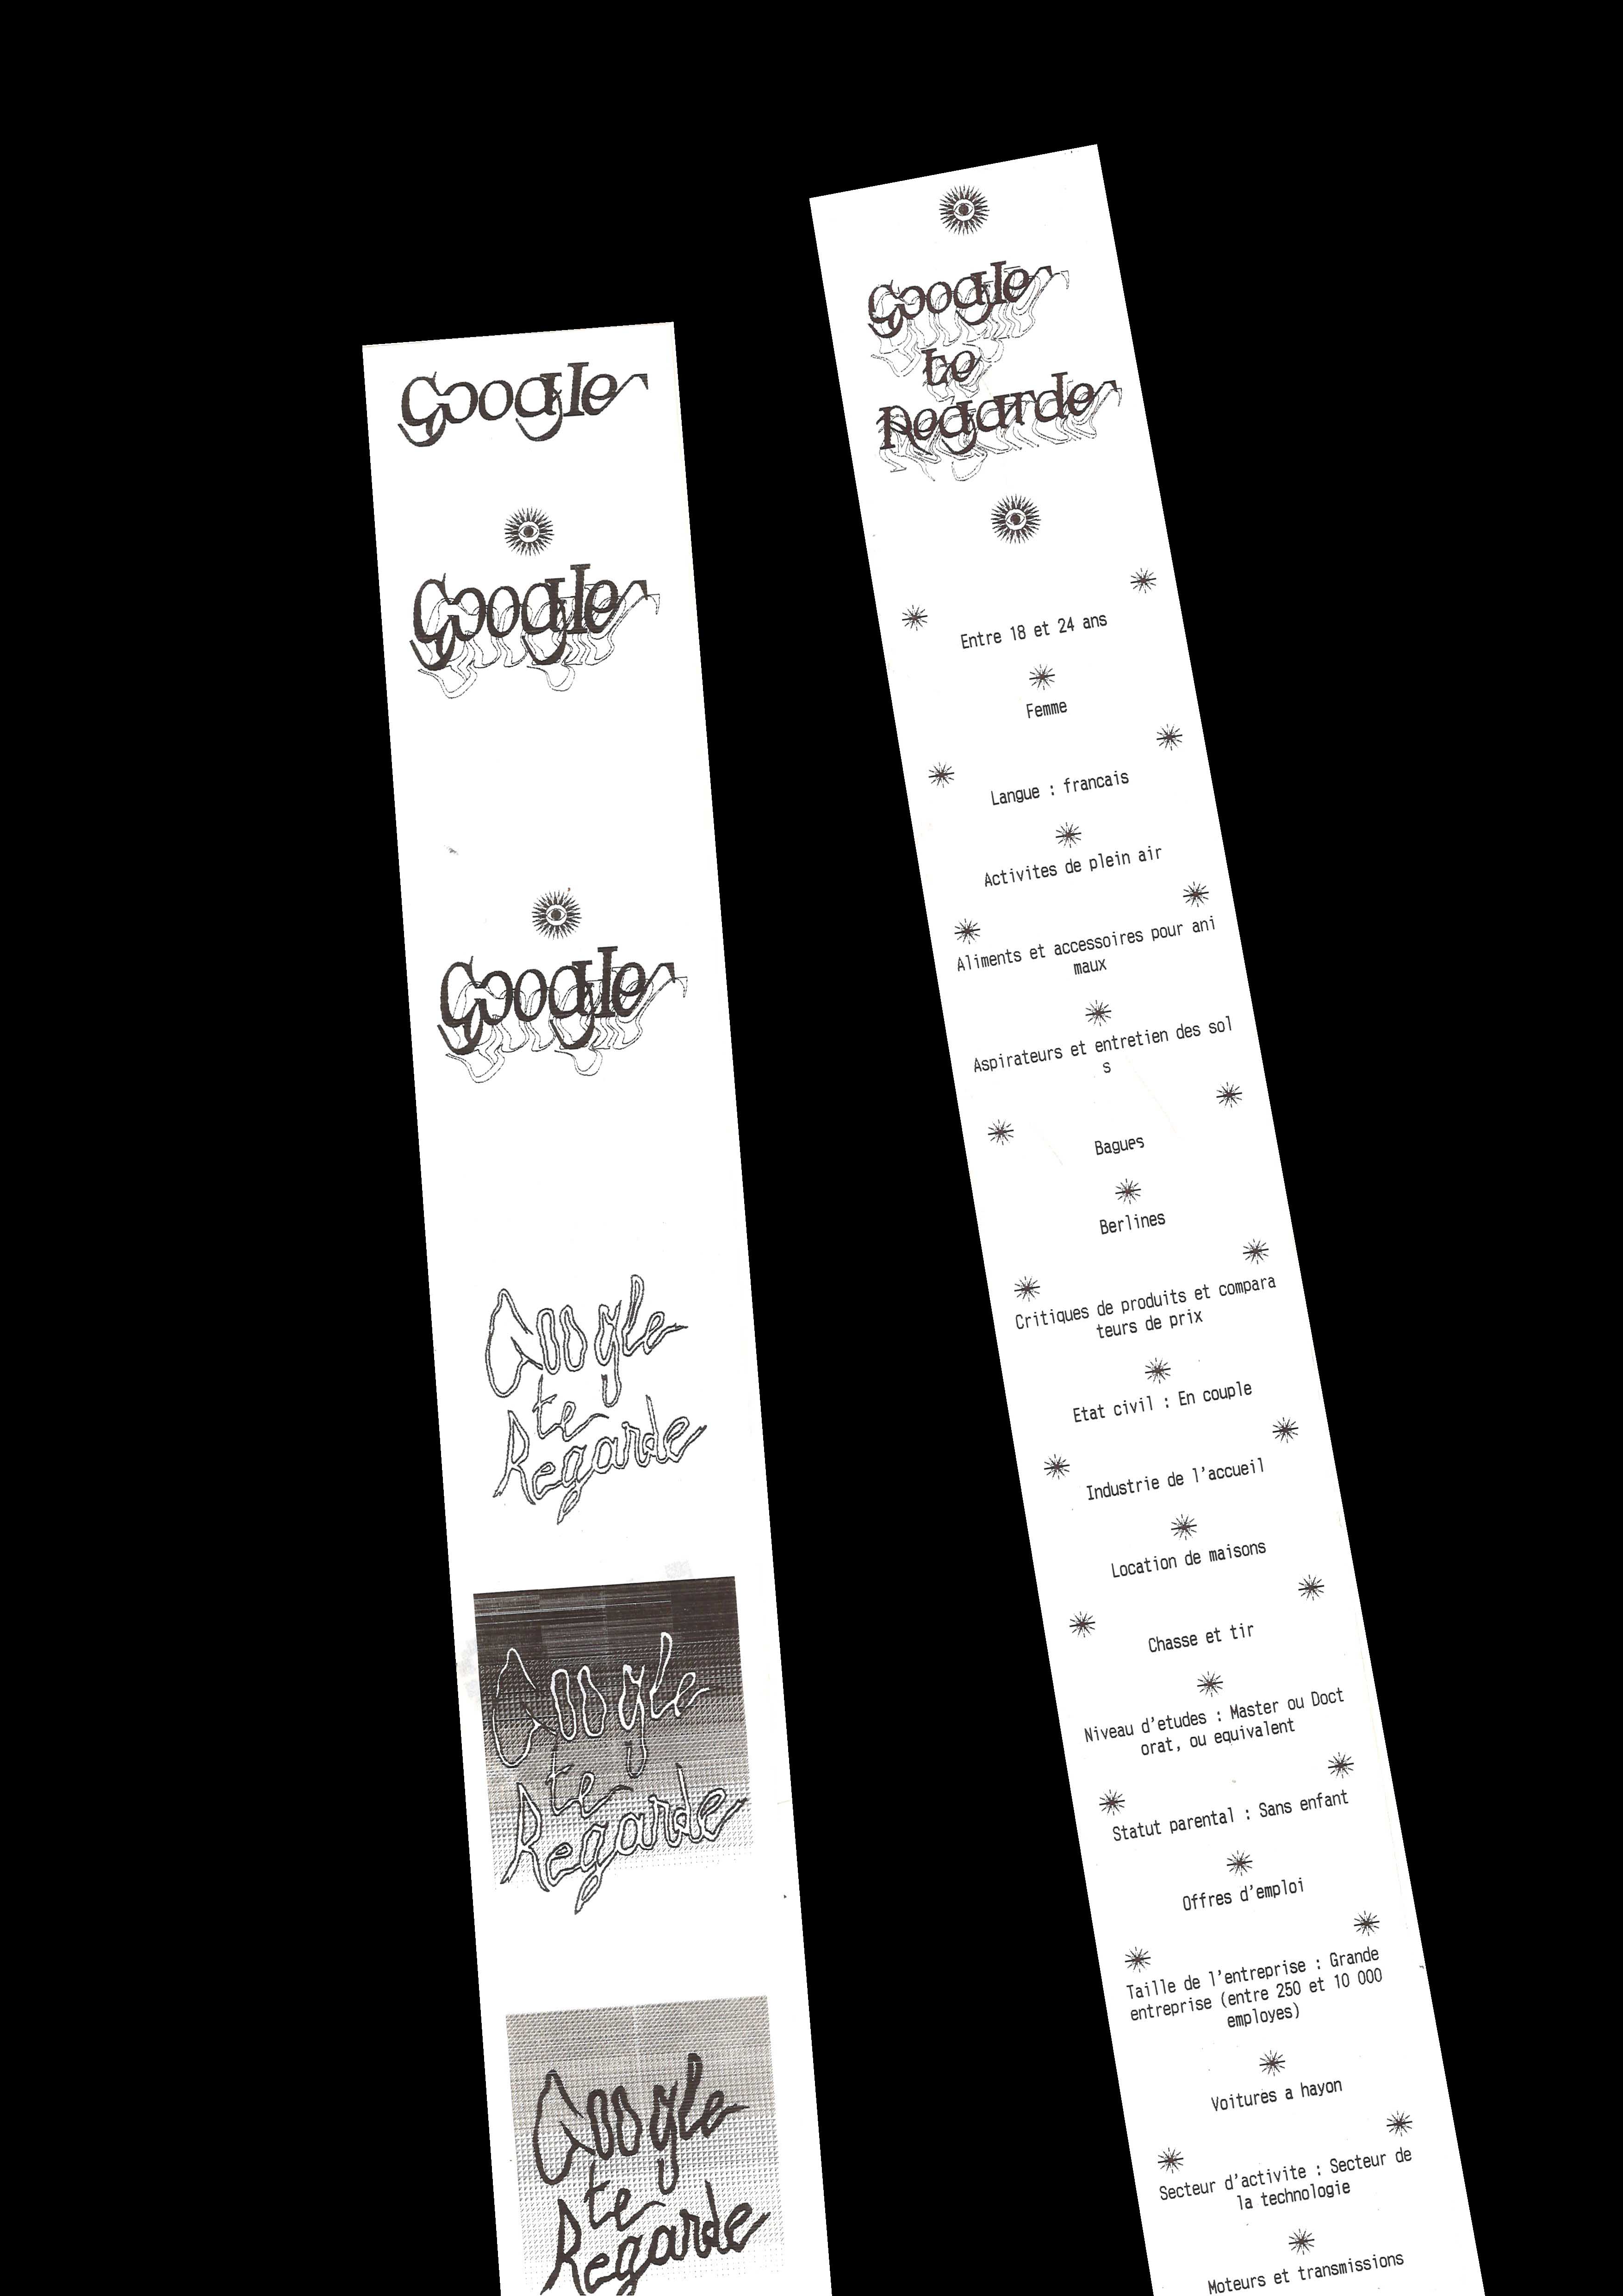 Google
Google
Google
Google
te
Regarde
Google
te
Regarde
Google
te
Regarde
Google
te
Regarde
Entre 18 et 24 ans
Femme
Langue : francais
Activites de plein air
Aliments et accessoires pour ani
maux
Aspirateurs et entretien des sol
s
Bagues
Berlines
Critiques de produits et compara
teurs de prix
Etat civil : En couple
Industrie de l'accueil
Location de maisons
Chasse et tir
Niveau d'etudes : Master ou Doct
orat, ou equivalent
Statut parental : Sans enfant
Offres d'emploi
Taille de l'entreprise : Grande
entreprise (entre 250 et 10 000
employes)
Voitures a hayon
Secteur d'activite : Secteur de
la technologie
Moteurs et transmissions